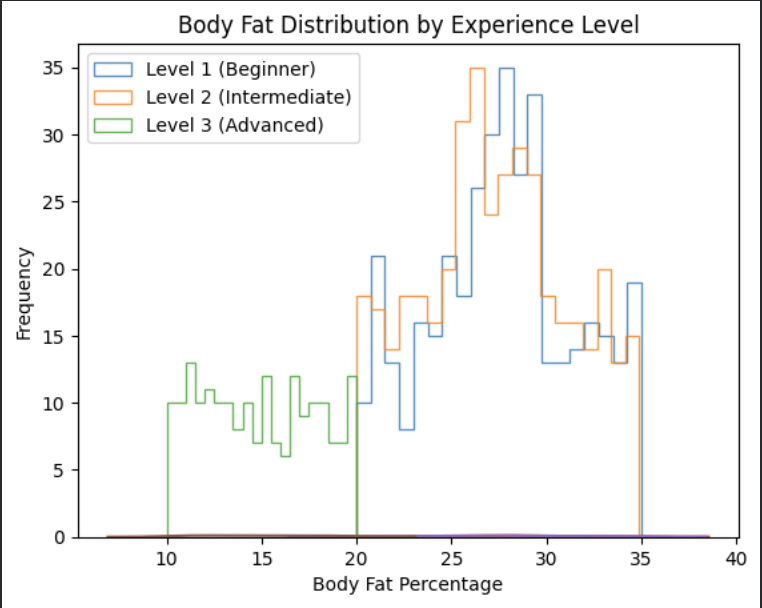 Body Fat Distribution by Experience Level
Level 1 (Beginner)
Level 2 (Intermediate)
Level 3 (Advanced)
Frequency
35
30
25
20
15
10
5
0
10 15 20 25 30 35 40
Body Fat Percentage